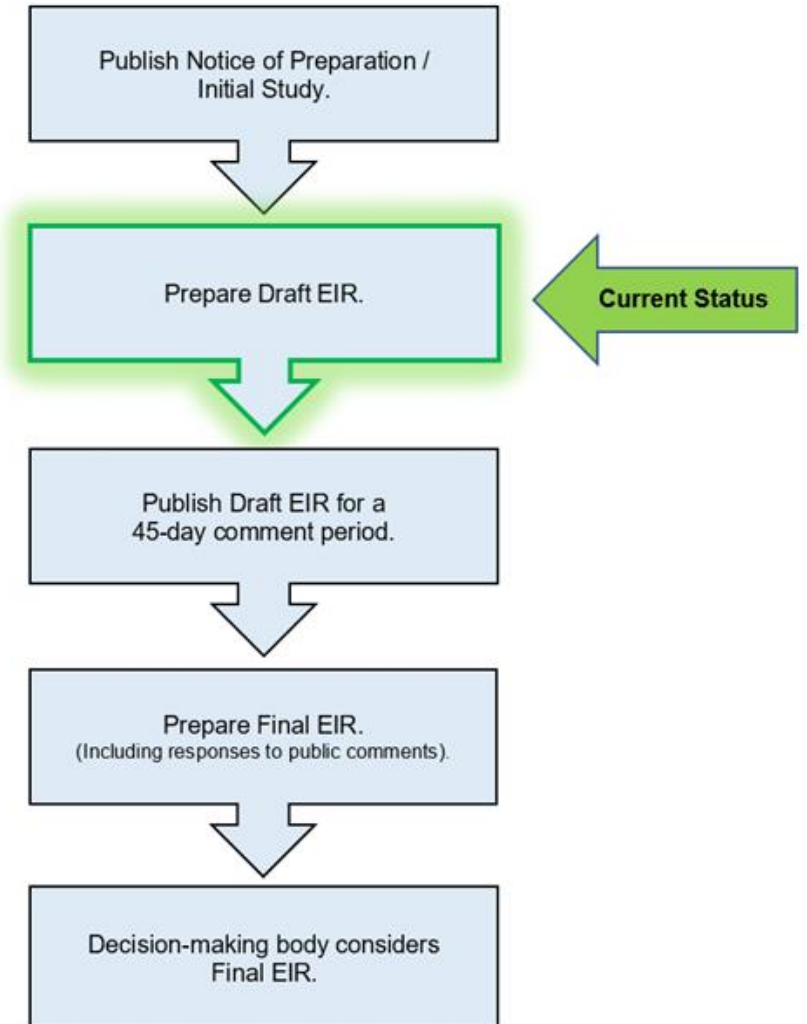 Publish Notice of Preparation /
Initial Study.
Prepare Draft EIR.
Current Status
Publish Draft EIR for a
45-day comment period.
Prepare Final EIR.
(Including responses to public comments).
Decision-making body considers
Final EIR.